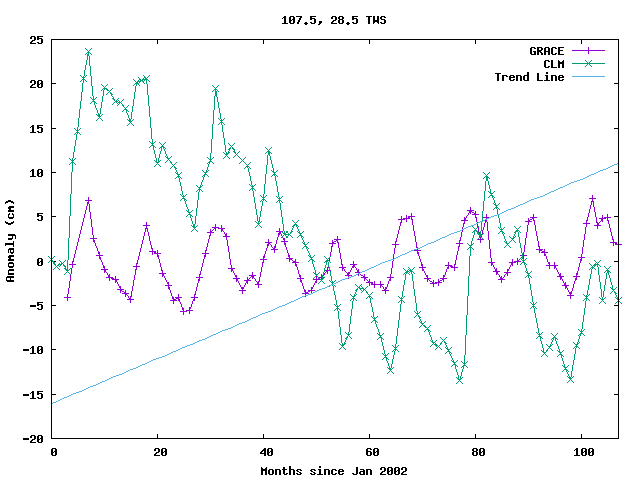 107.5, 28.5 TWS
GRACE
CLM
Trend Line
25
20
15
10
5
0
-5
-10
-15
-20
Anomaly (cm)
0 20 40 60 80 100
Months since Jan 2002